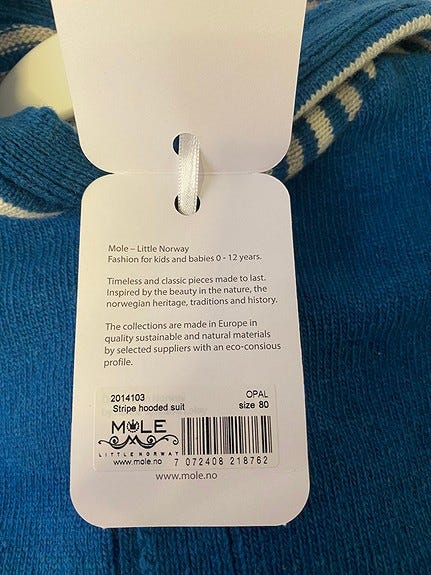 Mole – Little Norway
Fashion for kids and babies 0 - 12 years.
Timeless and classic pieces made to last.
Inspired by the beauty in the nature, the
norwegian heritage, traditions and history.
The collections are made in Europe in
quality sustainable and natural materials
by selected suppliers with an eco-consious
profile.
2014103 OPAL
Stripe hooded suit size 80
MOLE
LITTLE NORWAY
www.mole.no 7 072408 218762
www.mole.no